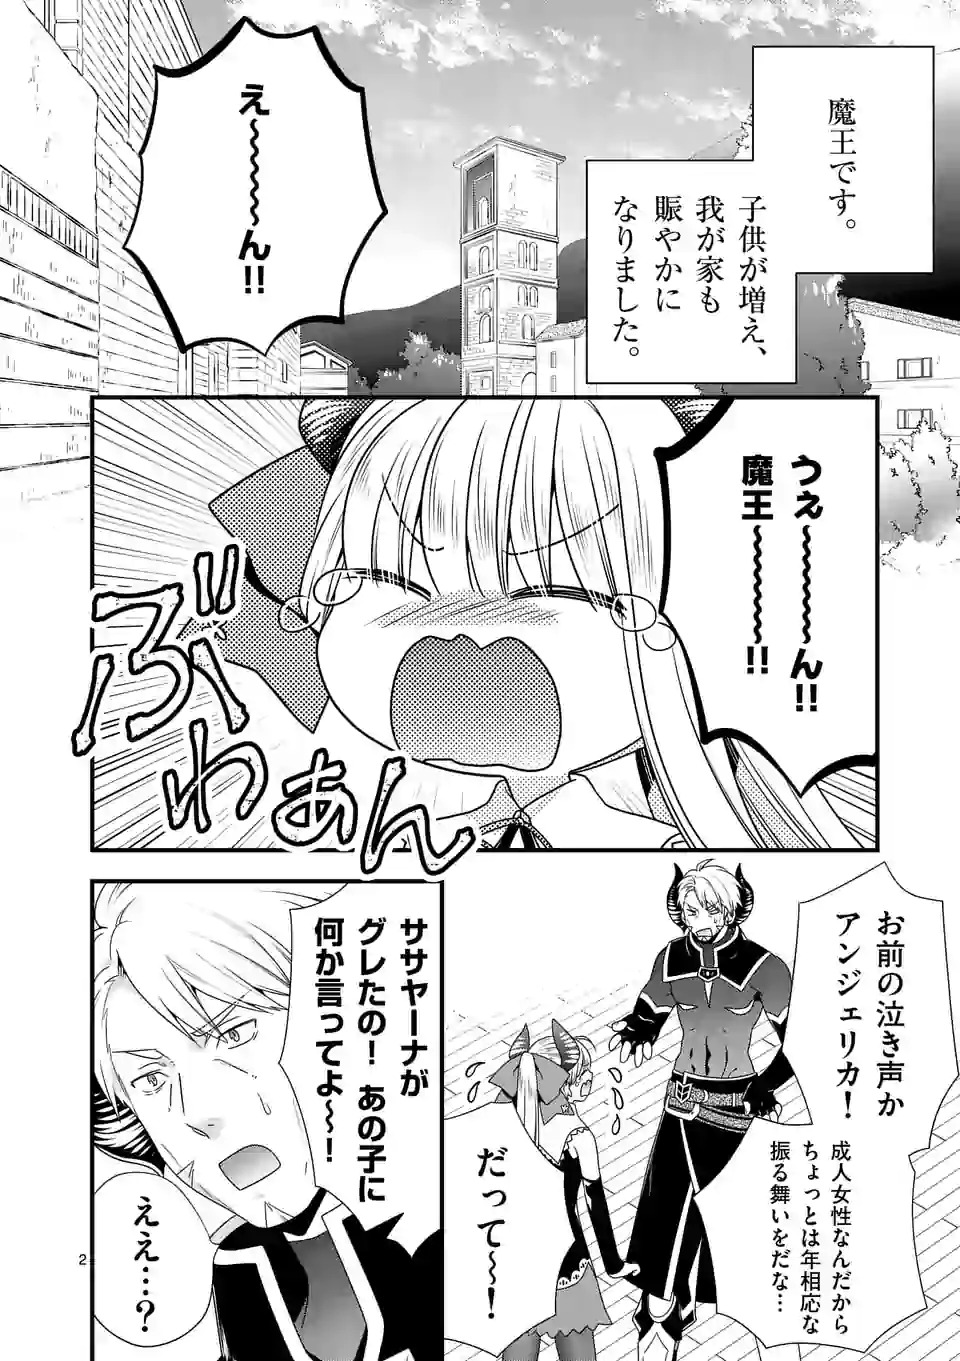 魔王です。
子供が増え、
我が家も
賑やかに
なりました。
え〜〜〜〜ん!!
うえ〜〜〜〜ん!!
魔王〜〜〜〜!!
ぶわぁん
お前の泣き声か
アンジェリカ！
成人女性なんだから
ちょっとは年相応な
振る舞いをだな…
だって〜！
ササヤーナが
グレたの！あの子に
何か言ってよ〜！
ええ…？
2